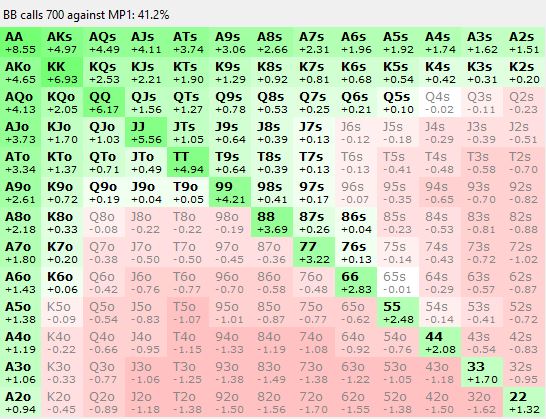 BB calls 700 against MP1: 41.2%
AA AKs AQs AJs ATs A9s A8s A7s A6s A5s A4s A3s A2s
+8.55 +4.97 +4.49 +4.11 +3.74 +3.06 +2.66 +2.31 +1.96 +1.92 +1.74 +1.62 +1.51
AKo KK KQs KJs KTs K9s K8s K7s K6s K5s K4s K3s K2s
+4.65 +6.93 +2.53 +2.21 +1.90 +1.29 +0.92 +0.81 +0.68 +0.54 +0.42 +0.31 +0.20
AQo KQo QQ QJs QTs Q9s Q8s Q7s Q6s Q5s Q4s Q3s Q2s
+4.13 +2.05 +6.17 +1.56 +1.27 +0.78 +0.53 +0.25 +0.21 +0.10 -0.02 -0.11 -0.23
AJo KJo QJo JJ JTs J9s J8s J7s J6s J5s J4s J3s J2s
+3.73 +1.70 +1.03 +5.56 +1.05 +0.64 +0.39 +0.13 -0.12 -0.18 -0.29 -0.39 -0.51
ATo KTo QTo JTo TT T9s T8s T7s T6s T5s T4s T3s T2s
+3.34 +1.37 +0.71 +0.49 +4.94 +0.64 +0.39 +0.13 -0.13 -0.41 -0.48 -0.58 -0.70
A9o K9o Q9o J9o T9o 99 98s 97s 96s 95s 94s 93s 92s
+2.61 +0.72 +0.19 +0.04 +0.05 +4.21 +0.41 +0.17 -0.07 -0.35 -0.65 -0.70 -0.82
A8o K8o Q8o J8o T8o 98o 88 87s 86s 85s 84s 83s 82s
+2.18 +0.33 -0.08 -0.22 -0.22 -0.19 +3.69 +0.26 +0.04 -0.23 -0.53 -0.81 -0.88
A7o K7o Q7o J7o T7o 97o 87o 77 76s 75s 74s 73s 72s
+1.80 +0.20 -0.38 -0.50 -0.50 -0.45 -0.36 +3.22 +0.13 -0.14 -0.43 -0.72 -1.02
A6o K6o Q6o J6o T6o 96o 86o 76o 66 65s 64s 63s 62s
+1.43 +0.06 -0.42 -0.76 -0.77 -0.70 -0.58 -0.48 +2.83 -0.01 -0.29 -0.57 -0.87
A5o K5o Q5o J5o T5o 95o 85o 75o 65o 55 54s 53s 52s
+1.38 -0.09 -0.54 -0.83 -1.07 -1.01 -0.87 -0.77 -0.62 +2.48 -0.14 -0.41 -0.72
A4o K4o Q4o J4o T4o 94o 84o 74o 64o 54o 44 43s 42s
+1.19 -0.22 -0.66 -0.95 -1.15 -1.33 -1.19 -1.08 -0.92 -0.76 +2.08 -0.54 -0.83
A3o K3o Q3o J3o T3o 93o 83o 73o 63o 53o 43o 33 32s
+1.06 -0.33 -0.77 -1.06 -1.25 -1.38 -1.49 -1.38 -1.22 -1.05 -1.18 +1.70 -0.95
A2o K2o Q2o J2o T2o 92o 82o 72o 62o 52o 42o 32o 22
+0.94 -0.45 -0.89 -1.18 -1.38 -1.50 -1.56 -1.70 -1.55 -1.38 -1.50 -1.62 +1.32